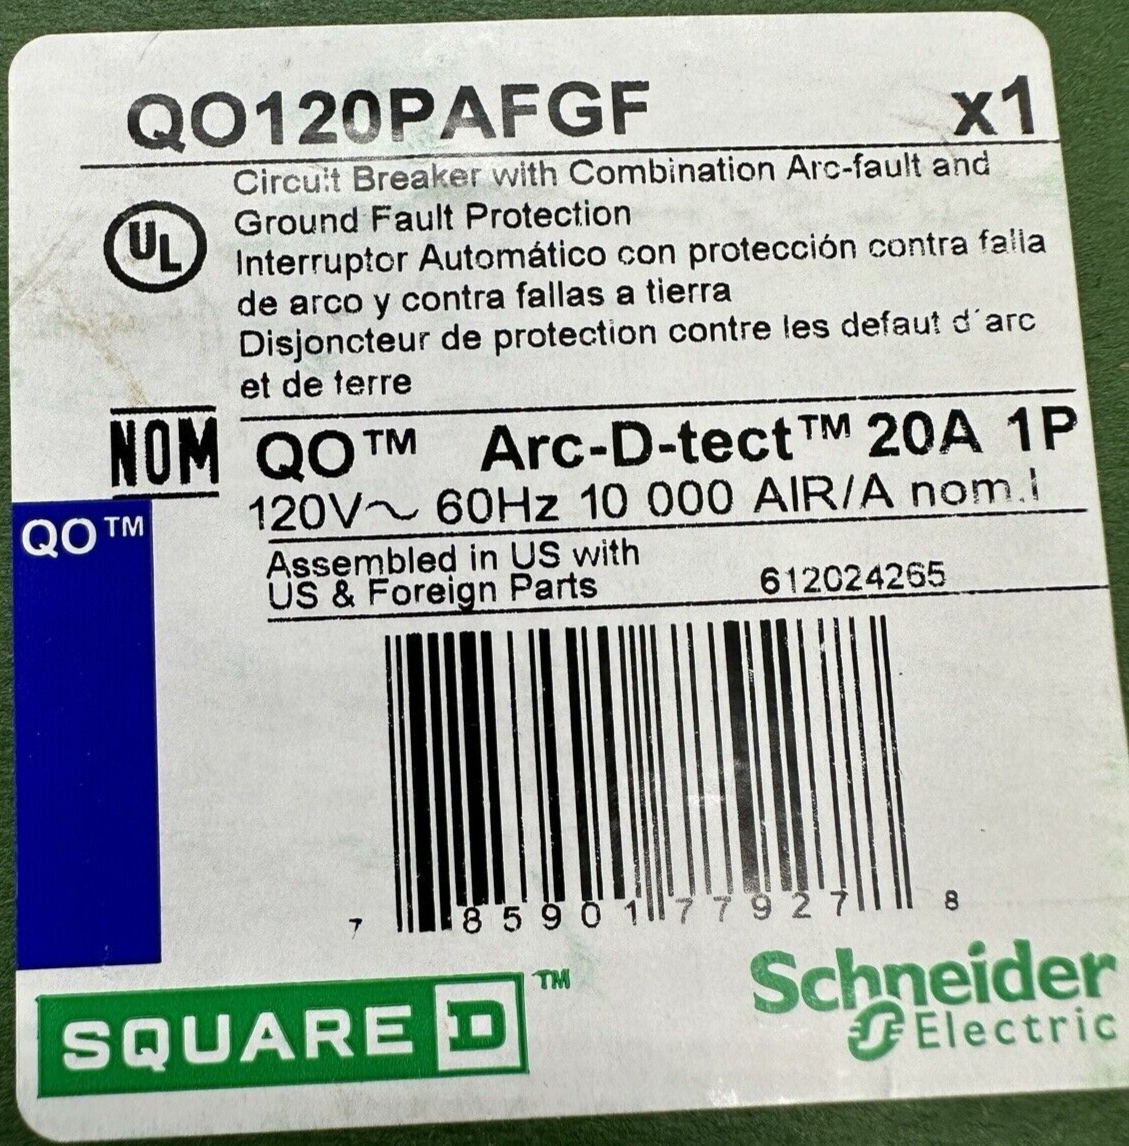 QO120PAFGF x1
Circuit Breaker with Combination Arc-fault and
Ground Fault Protection
UL
Interruptor Automático con protección contra falla
de arco y contra fallas a tierra
Disjoncteur de protection contre les defaut d´arc
et de terre
NOM
QO™ Arc-D-tect™ 20A 1P
120V~ 60Hz 10 000 AIR/A nom.I
QO™
Assembled in US with
US & Foreign Parts
612024265
7 85901 77927 8
SQUARE D™
Schneider
Electric